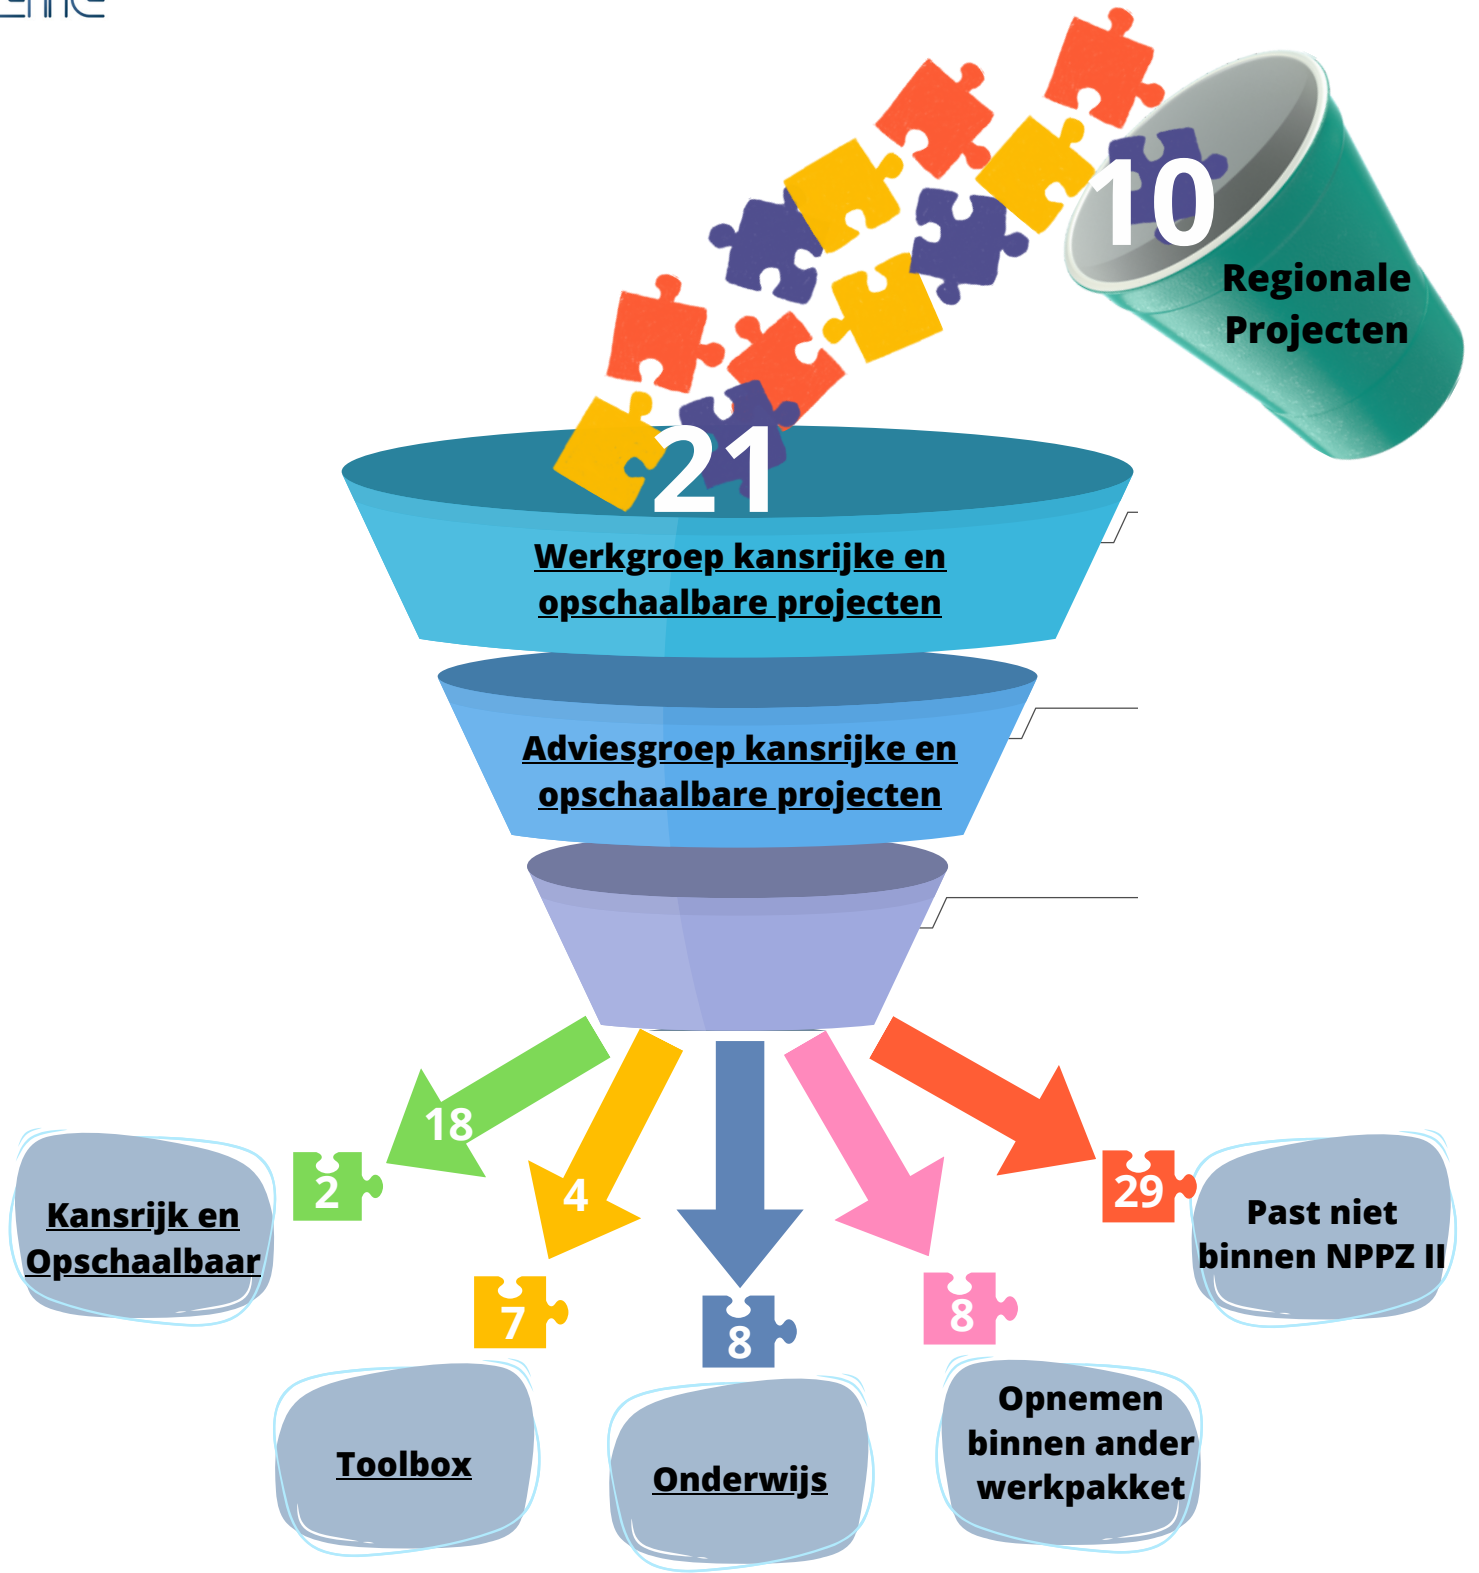 10
Regionale
Projecten
21
Werkgroep kansrijke en
opschaalbare projecten
Adviesgroep kansrijke en
opschaalbare projecten
18
4
2
29
7
8
8
Kansrijk en
Opschaalbaar
Past niet
binnen NPPZ II
Toolbox
Onderwijs
Opnemen
binnen ander
werkpakket